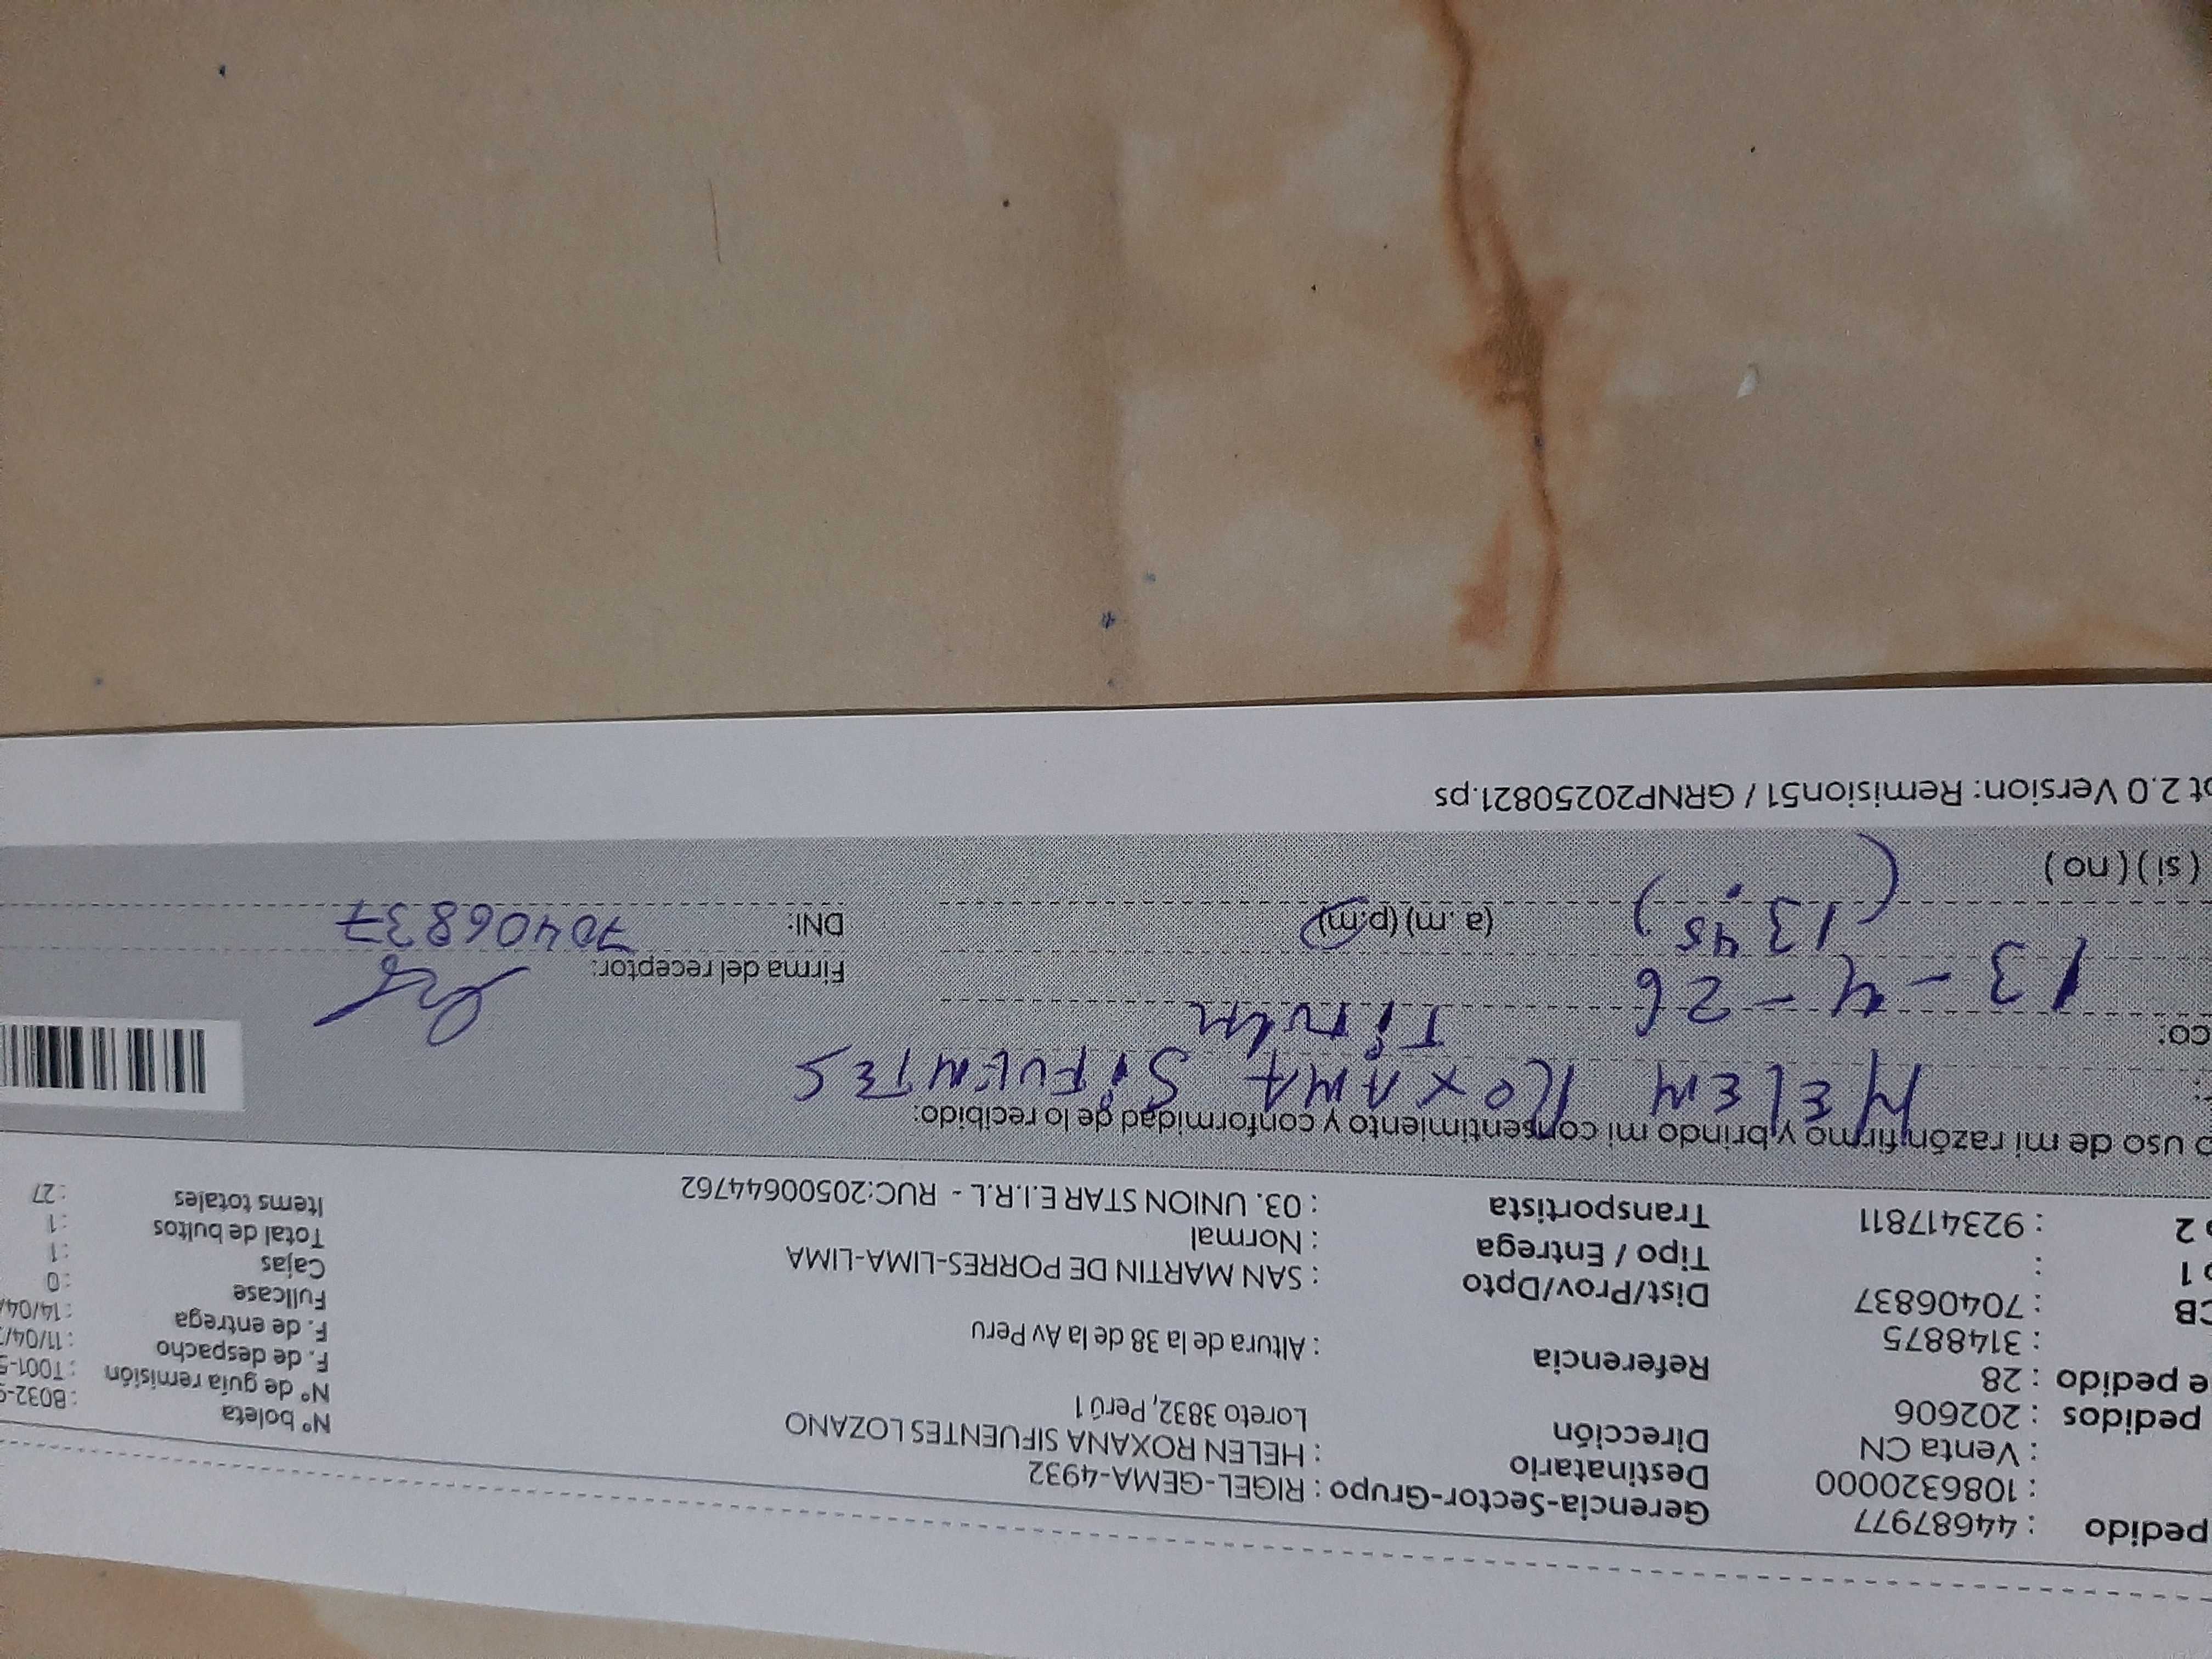 pedido : 44687977 Gerencia-Sector-Grupo : RIGEL-GEMA-4932
: 1086320000 Destinatario : HELEN ROXANA SIFUENTES LOZANO
: Venta CN Dirección Loreto 3832, Perú 1 Nº boleta : B032-
pedidos : 202606 Nº de guía remisión : T001-
e pedido : 28 Referencia : Altura de la 38 de la Av Peru F. de despacho : 11/04/
: 3148875 F. de entrega : 14/04/
CB : 70406837 Dist/Prov/Dpto : SAN MARTIN DE PORRES-LIMA-LIMA Fullcase : 0
1 : Tipo / Entrega : Normal Cajas : 1
2 : 923417811 Transportista : 03. UNION STAR E.I.R.L - RUC:20500644762 Total de bultos : 1
Items totales : 27
o uso de mi razón firmo y brindo mi consentimiento y conformidad de lo recibido:
HELEN ROXANA SIFUENTES
co: Titular
13-4-26 Firma del receptor:
(13:45) (a. m) (p.m) DNI: 70406837
( si ) ( no )
pt 2.0 Version: Remision51 / GRNP20250821.ps